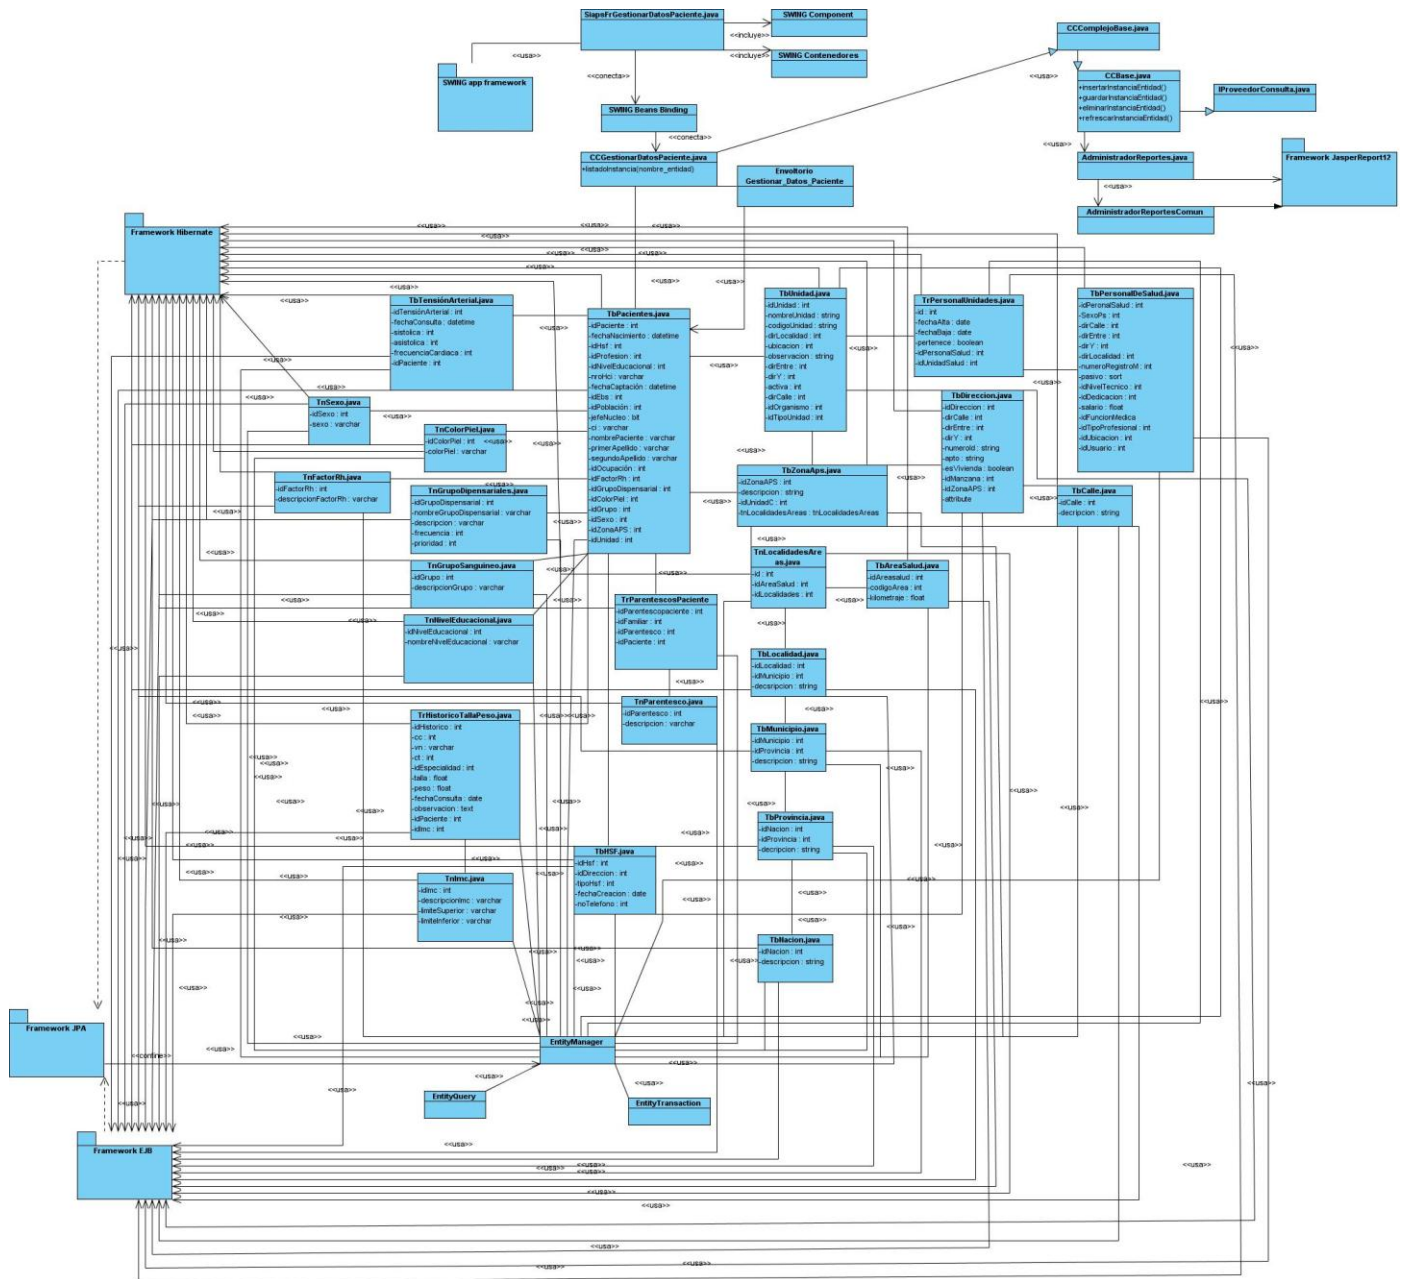 SiapsFrGestionarDatosPaciente.java
SWING Component
<<incluye>>
<<incluye>>
SWING Contenedores
<<usa>>
SWING app framework
<<conecta>>
SWING Beans Binding
<<conecta>>
CCComplejoBase.java
<<usa>>
CCBase.java
+insertarInstanciaEntidad()
+guardarInstanciaEntidad()
+eliminarInstanciaEntidad()
+refrescarInstanciaEntidad()
IProveedorConsulta.java
<<usa>>
CCGestionarDatosPaciente.java
+listadoInstancia(nombre_entidad)
Envoltorio
Gestionar_Datos_Paciente
AdministradorReportes.java
<<usa>>
AdministradorReportesComun
Framework JasperReport12
Framework Hibernate
<<usa>>
<<usa>>
<<usa>>
TbTensiónArterial.java
-idTensiónArterial : int
-fechaConsulta : datetime
-sistolica : int
-asistolica : int
-frecuenciaCardiaca : int
-idPaciente : int
TbPacientes.java
-idPaciente : int
-fechaNacimiento : datetime
-idHsf : int
-idProfesion : int
-idNivelEducacional : int
-nroHci : varchar
-fechaCaptación : datetime
-idEbs : int
-idPoblación : int
-jefeNucleo : bit
-ci : varchar
-nombrePaciente : varchar
-primerApellido : varchar
-segundoApellido : varchar
-idOcupación : int
-idFactorRh : int
-idGrupoDispensarial : int
-idColorPiel : int
-idGrupo : int
-idSexo : int
-idZonaAPS : int
-idUnidad : int
TbUnidad.java
-idUnidad : int
-nombreUnidad : string
-codigoUnidad : string
-dirLocalidad : string
-ubicacion : int
-observacion : string
-dirEntre : int
-dirY : int
-activa : int
-dirCalle : int
-idOrganismo : int
-idTipoUnidad : int
TrPersonalUnidades.java
-id : int
-fechaAlta : date
-fechaBaja : date
-pertenece : boolean
-idPersonalSalud : int
-idUnidadSalud : int
TbPersonalDeSalud.java
-idPeronalSalud : int
-SexoPs : int
-dirCalle : int
-dirEntre : int
-dirY : int
-dirLocalidad : int
-numeroRegistroM : int
-pasivo : sort
-idNivelTecnico : int
-idDedicacion : int
-salario : float
-idFuncionMedica
-idTipoProfesional : int
-idUbicacion : int
-idUsuario : int
TnSexo.java
-idSexo : int
-sexo : varchar
TnColorPiel.java
-idColorPiel : int
-colorPiel : varchar
TbDireccion.java
-idDireccion : int
-dirCalle : int
-dirEntre : int
-dirY : int
-numeroId : string
-apto : string
-esVivienda : boolean
-idManzana : int
-idZonaAPS : int
-attribute
TnFactorRh.java
-idFactorRh : int
-descripcionFactorRh : varchar
TnGrupoDipensariales.java
-idGrupoDispensarial : int
-nombreGrupoDispensarial : varchar
-descripcion : varchar
-frecuencia : int
-prioridad : int
TbZonaAps.java
-idZonaAPS : int
-descripcion : string
-idUnidadC : int
-tnLocalidadesAreas : tnLocalidadesAreas
TbCalle.java
-idCalle : int
-decripcion : string
TnGrupoSanguineo.java
-idGrupo : int
-descripcionGrupo : varchar
TnLocalidadesAre
as.java
-id : int
-idAreaSalud : int
-idLocalidades : int
TbAreaSalud.java
-idAreasalud : int
-codigoArea : int
-kilometraje : float
TrParentescosPaciente
-idParentescopaciente : int
-idFamiliar : int
-idParentesco : int
-idPaciente : int
TnNivelEducacional.java
-idNivelEducacional : int
-nombreNivelEducacional : varchar
TbLocalidad.java
-idLocalidad : int
-idMunicipio : int
-decsripcion : string
TnParentesco.java
-idParentesco : int
-descripcion : varchar
TrHistoricoTallaPeso.java
-idHistorico : int
-cc : int
-vn : varchar
-ct : int
-idEspecialidad : int
-talla : float
-peso : float
-fechaConsulta : date
-observacion : text
-idPaciente : int
-idImc : int
TbMunicipio.java
-idMunicipio : int
-idProvincia : int
-descripcion : string
TbProvincia.java
-idNacion : int
-idProvincia : int
-decripcion : string
TbHSF.java
-idHsf : int
-idDireccion : int
-tipoHsf : int
-fechaCreacion : date
-noTelefono : int
TnImc.java
-idImc : int
-descripcionImc : varchar
-limiteSuperior : varchar
-limiteInferior : varchar
TbNacion.java
-idNacion : int
-descripcion : string
Framework JPA
<<confine>>
EntityManager
<<usa>>
EntityQuery
<<usa>>
EntityTransaction
Framework EJB
<<usa>>
<<usa>>
<<usa>>
<<usa>>